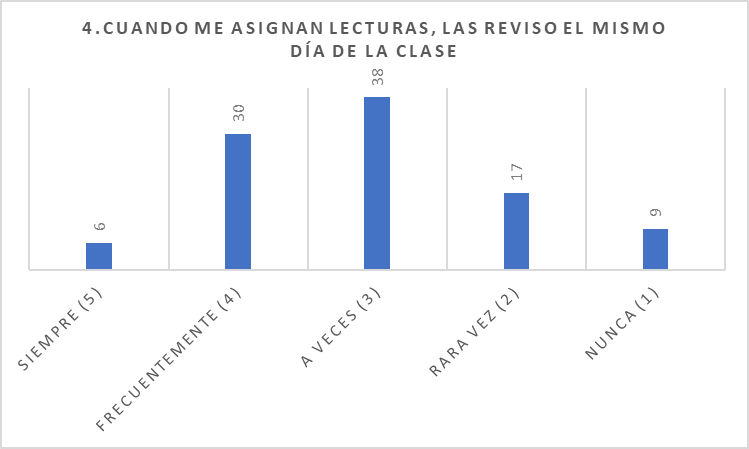 4.CUANDO ME ASIGNAN LECTURAS, LAS REVISO EL MISMO
DÍA DE LA CLASE
6
30
38
17
9
SIEMPRE (5)
FRECUENTEMENTE (4)
A VECES (3)
RARA VEZ (2)
NUNCA (1)